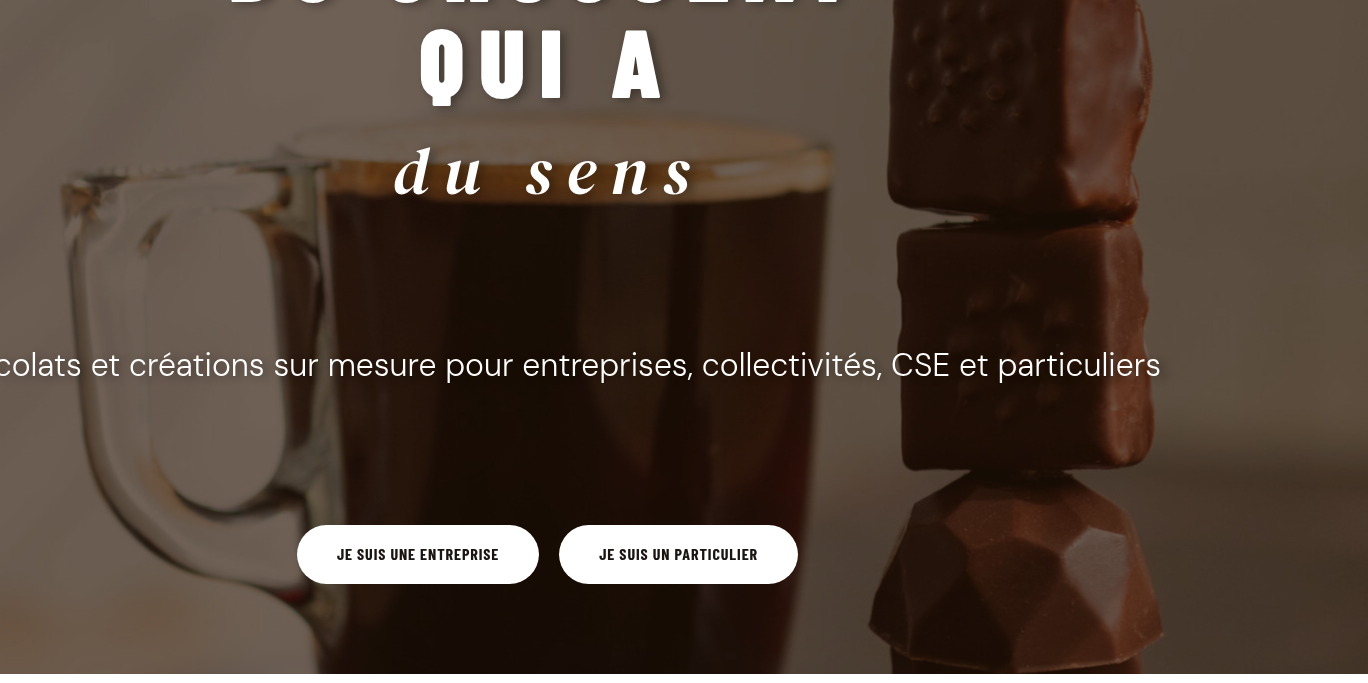 QUI A
du sens
colats et créations sur mesure pour entreprises, collectivités, CSE et particuliers
JE SUIS UNE ENTREPRISE
JE SUIS UN PARTICULIER